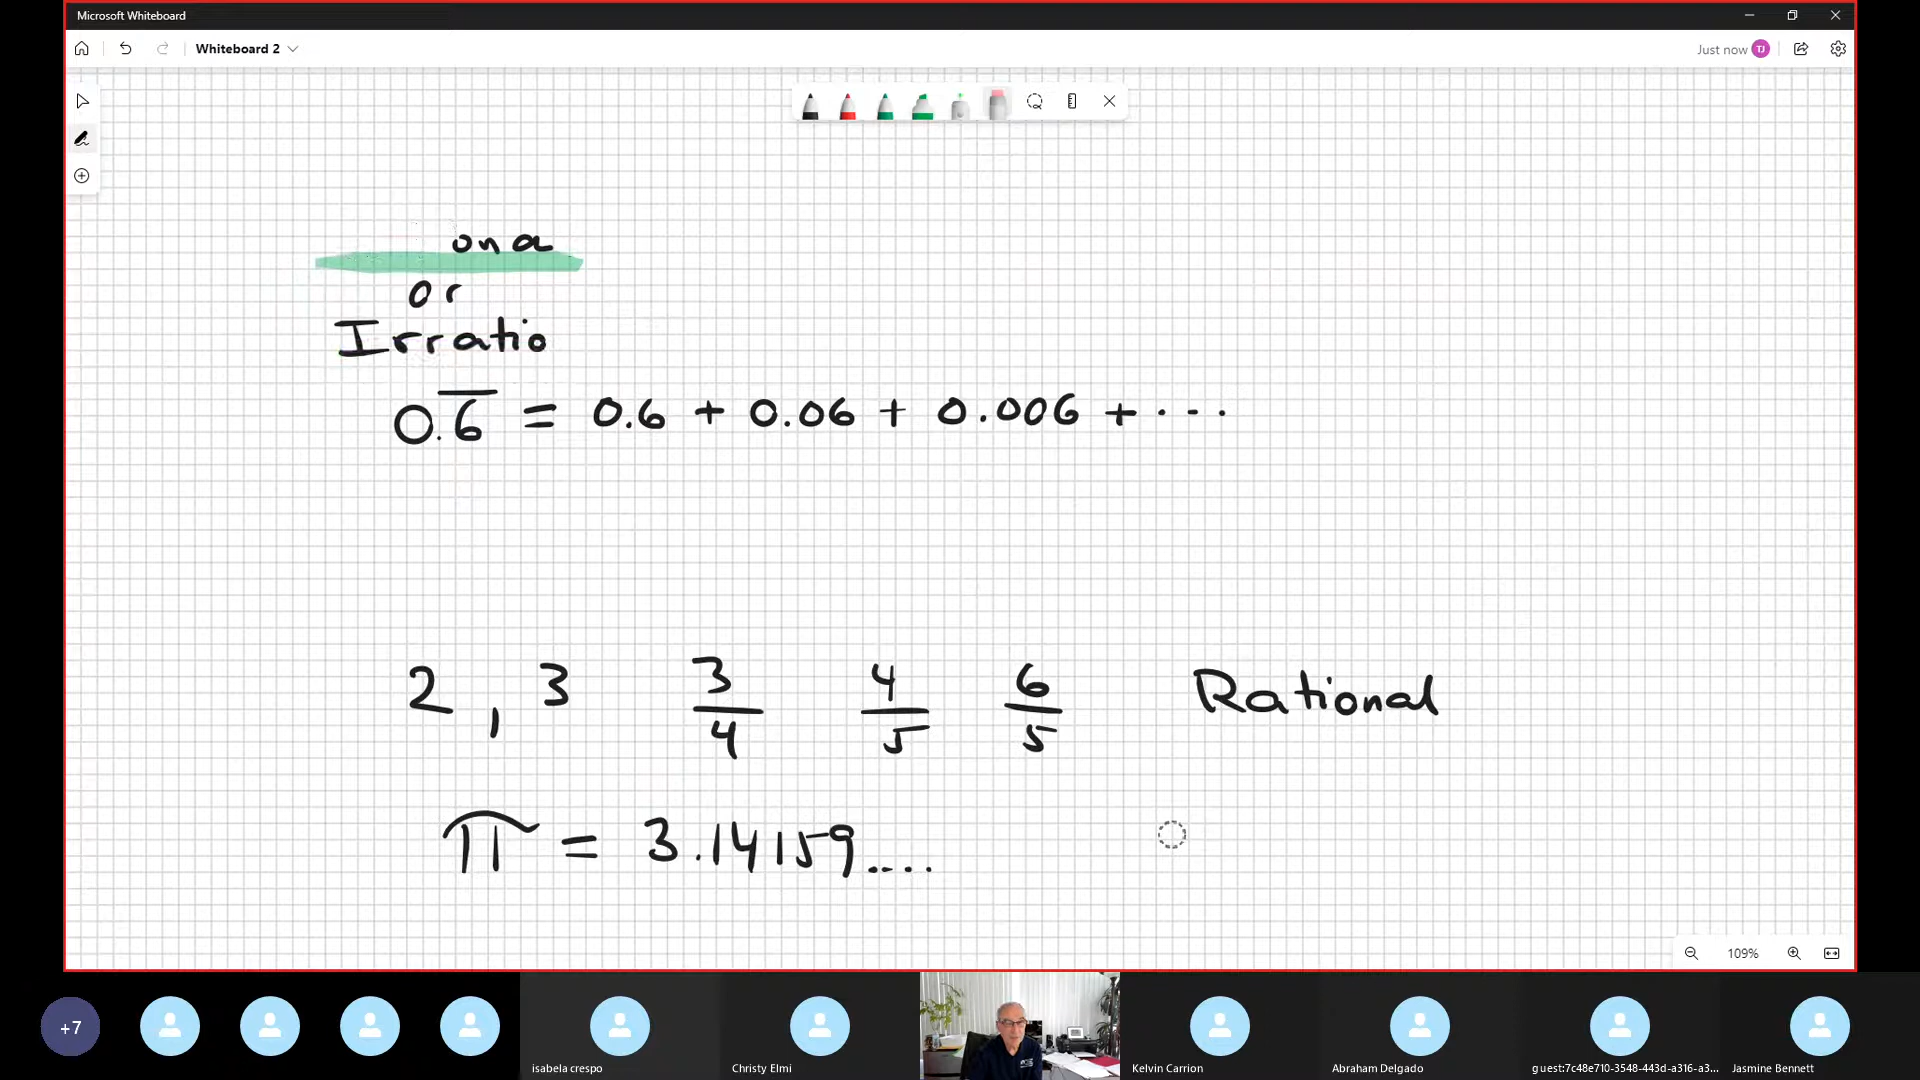 Microsoft Whiteboard
Whiteboard 2
Just now TJ
ona
or
Irratio
0.6̅ = 0.6 + 0.06 + 0.006 + ...
2 , 3 3/4 4/5 6/5 Rational
π = 3.14159....
109%
+7
isabela crespo
Christy Elmi
Kelvin Carrion
Abraham Delgado
guest:7c48e710-3548-443d-a316-a3...
Jasmine Bennett